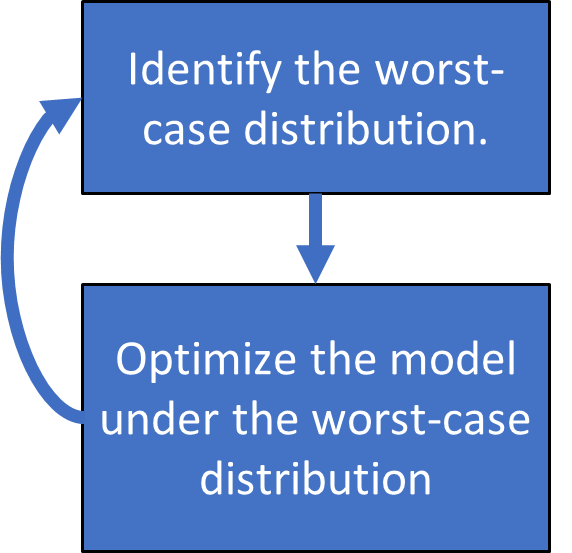 Identify the worst-
case distribution.
Optimize the model
under the worst-case
distribution